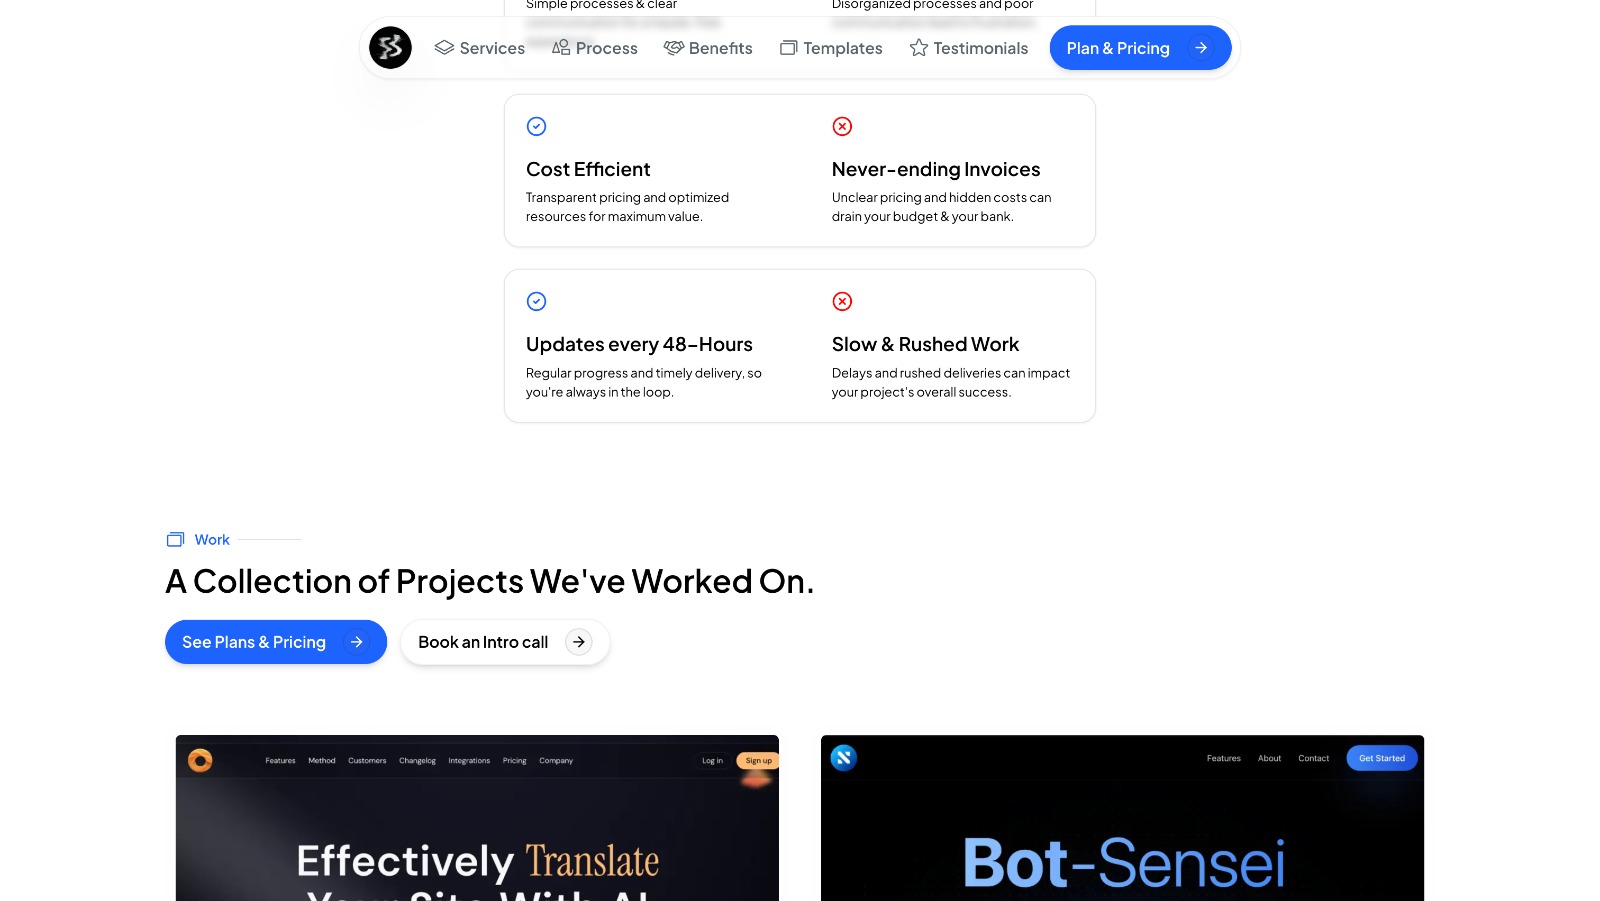 Simple processes & clear
Disorganized processes and poor
Services
Process
Benefits
Templates
Testimonials
Plan & Pricing
Cost Efficient
Transparent pricing and optimized
resources for maximum value.
Never-ending Invoices
Unclear pricing and hidden costs can
drain your budget & your bank.
Updates every 48-Hours
Regular progress and timely delivery, so
you're always in the loop.
Slow & Rushed Work
Delays and rushed deliveries can impact
your project's overall success.
Work
A Collection of Projects We've Worked On.
See Plans & Pricing
Book an Intro call
Features Method Customers Changelog Integrations Pricing Company Log in Sign up
Effectively Translate
Your Site With AI
Features About Contact Get Started
Bot-Sensei